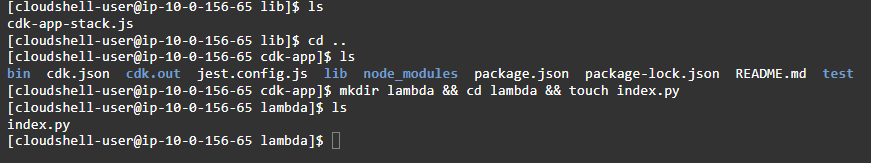 [cloudshell-user@ip-10-0-156-65 lib]$ ls
cdk-app-stack.js
[cloudshell-user@ip-10-0-156-65 lib]$ cd ..
[cloudshell-user@ip-10-0-156-65 cdk-app]$ ls
bin cdk.json cdk.out jest.config.js lib node_modules package.json package-lock.json README.md test
[cloudshell-user@ip-10-0-156-65 cdk-app]$ mkdir lambda && cd lambda && touch index.py
[cloudshell-user@ip-10-0-156-65 lambda]$ ls
index.py
[cloudshell-user@ip-10-0-156-65 lambda]$